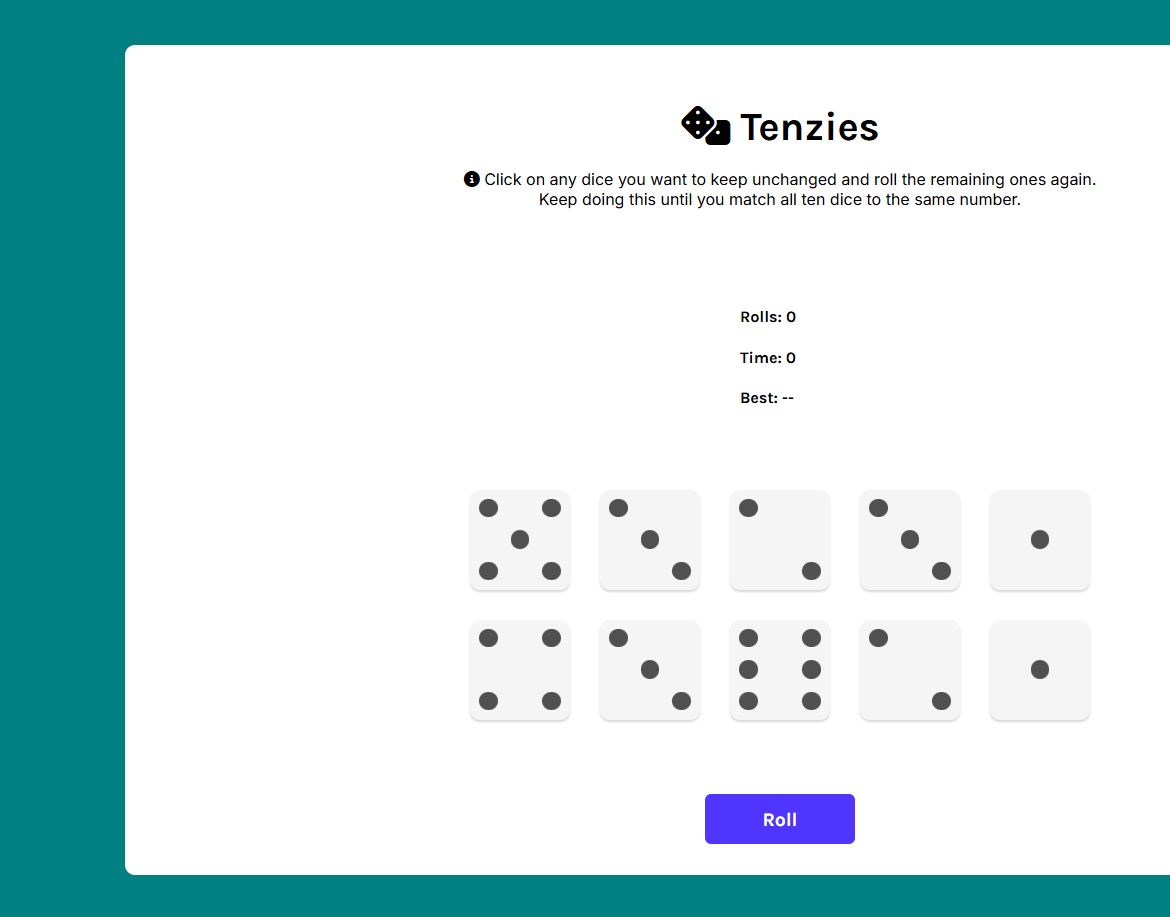 Tenzies
Click on any dice you want to keep unchanged and roll the remaining ones again.
Keep doing this until you match all ten dice to the same number.
Rolls: 0
Time: 0
Best: --
Roll